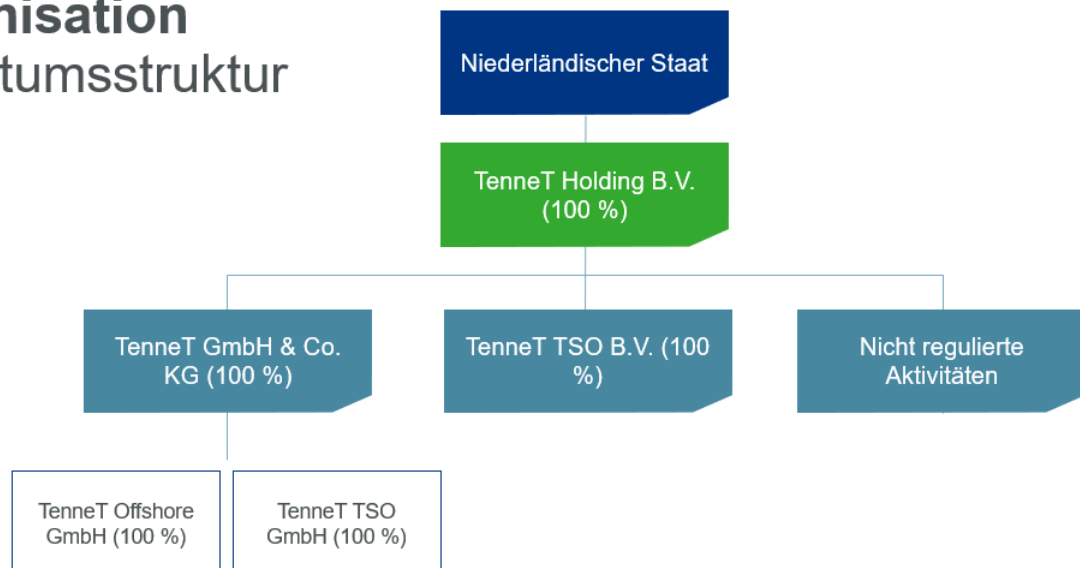 nisation
tumsstruktur
Niederländischer Staat
TenneT Holding B.V.
(100 %)
TenneT GmbH & Co.
KG (100 %)
TenneT TSO B.V. (100
%)
Nicht regulierte
Aktivitäten
TenneT Offshore
GmbH (100 %)
TenneT TSO
GmbH (100 %)